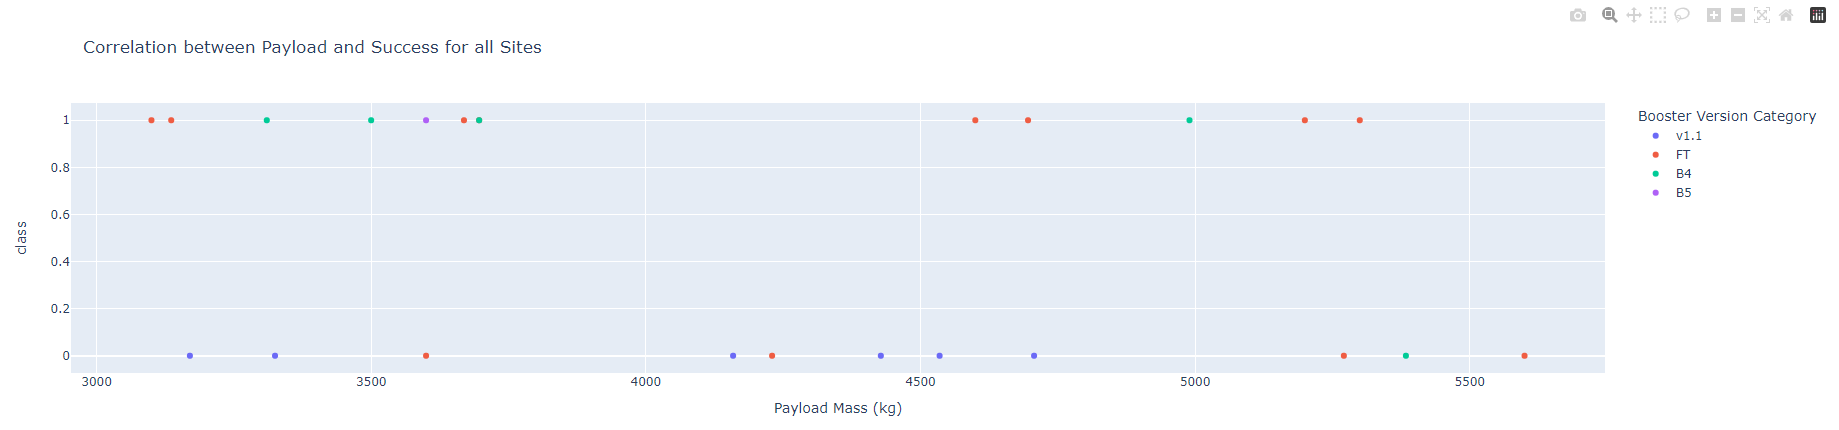 Correlation between Payload and Success for all Sites
1
0.8
0.6
0.4
0.2
0
class
3000 3500 4000 4500 5000 5500
Payload Mass (kg)
Booster Version Category
v1.1
FT
B4
B5